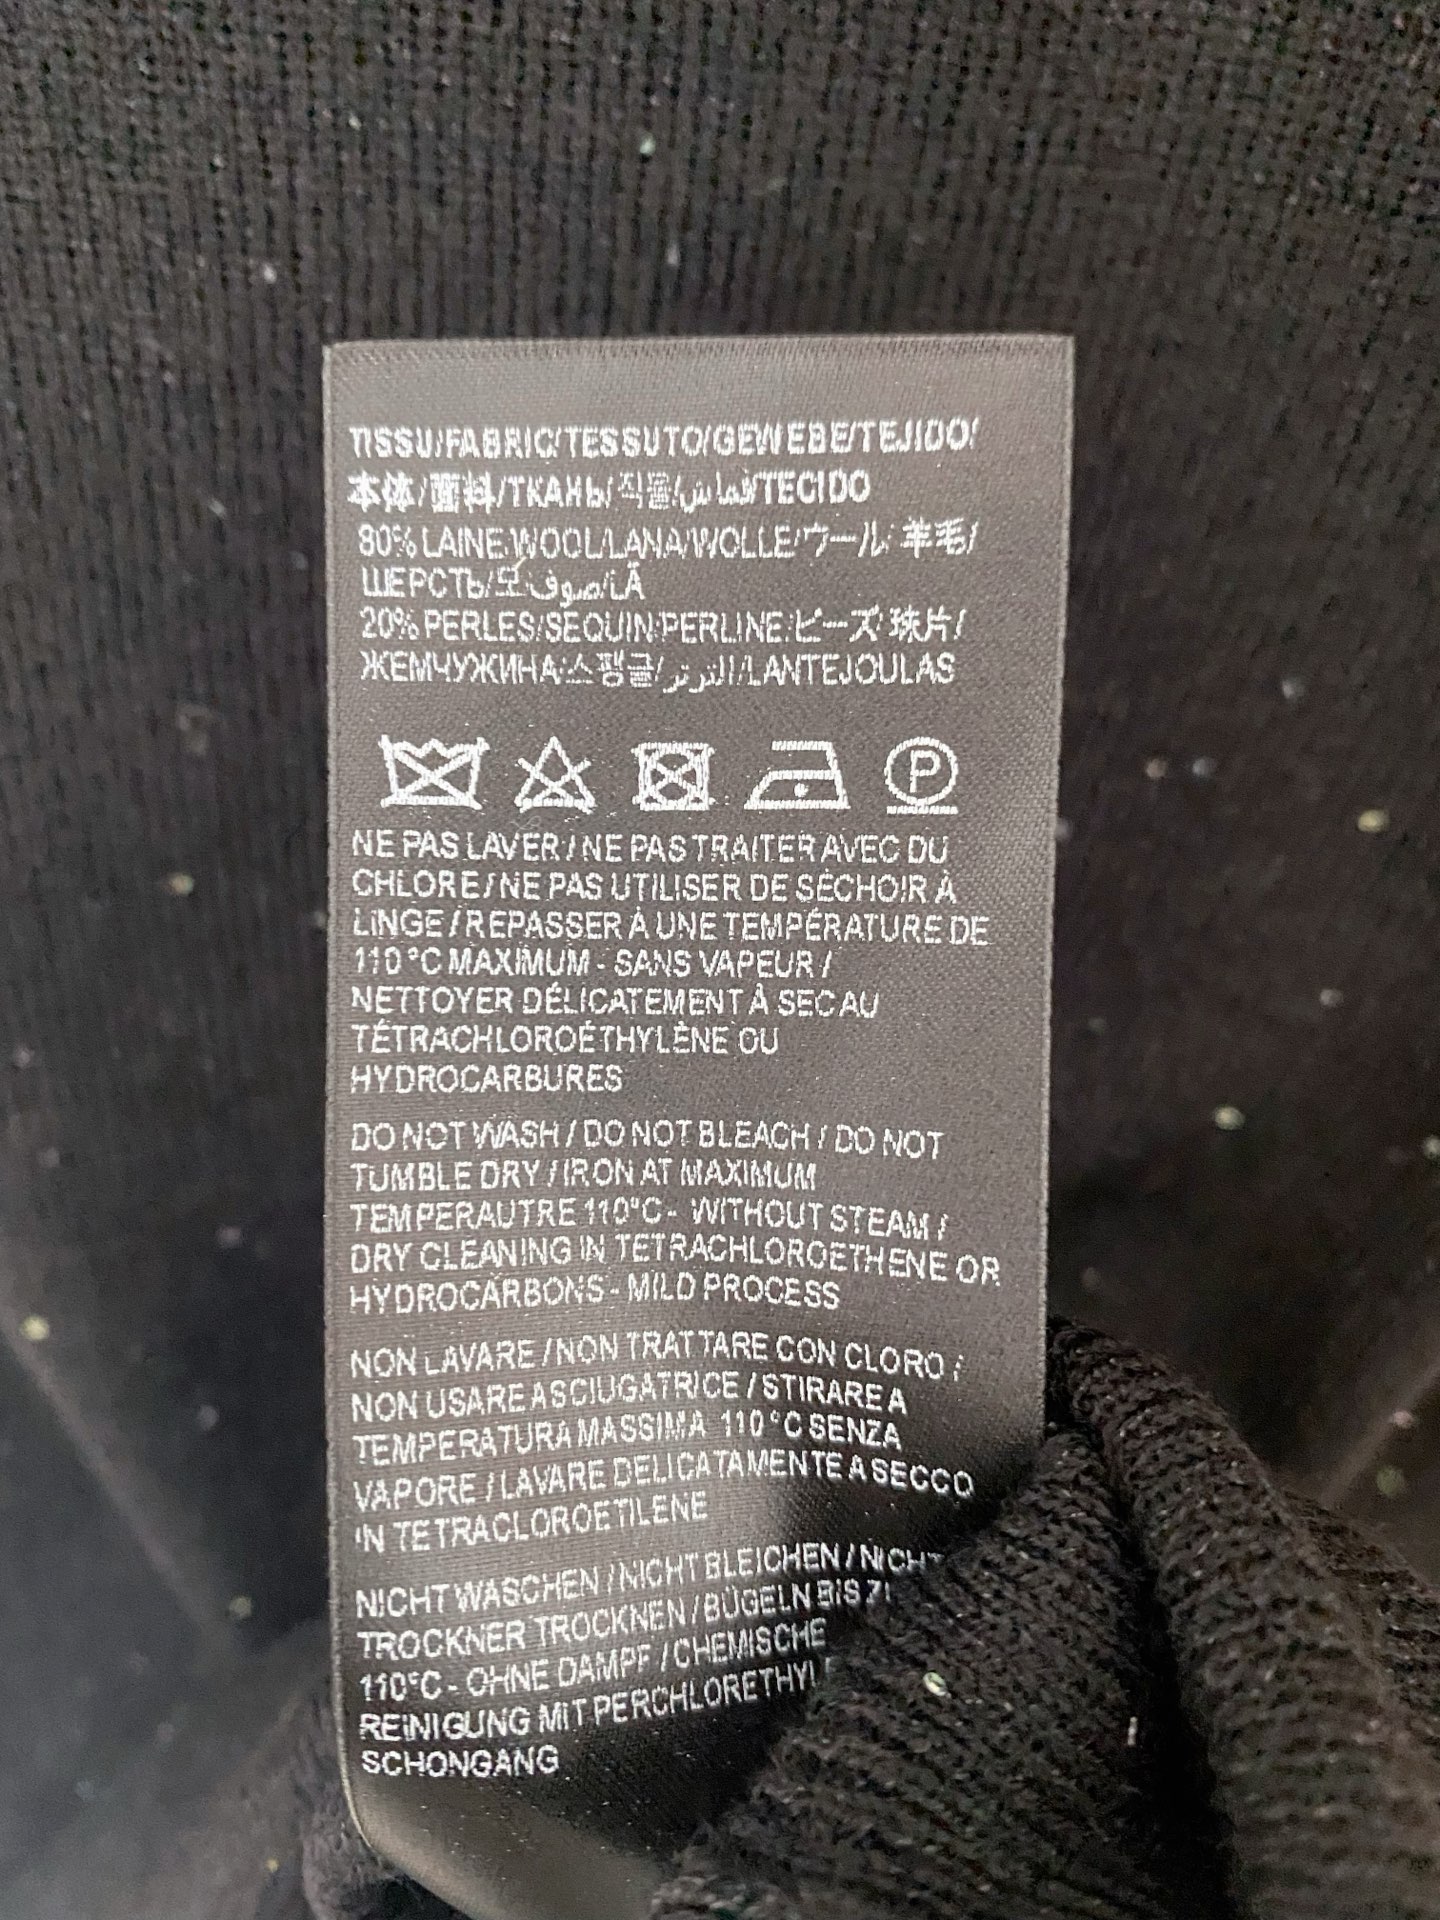 TISSU/FABRIC/TESSUTO/GEWEBE/TEJIDO/
本体/面料/ТКАНЬ/직물/قماش/TECIDO
80% LAINE/WOOL/LANA/WOLLE/ウール/羊毛/
ШЕРСТЬ/모/صوف/LÃ
20% PERLES/SEQUIN/PERLINE/ビーズ/珠片/
ЖЕМЧУЖИНА/스팽글/الترتر/LANTEJOULAS
P
NE PAS LAVER / NE PAS TRAITER AVEC DU
CHLORE / NE PAS UTILISER DE SÉCHOIR À
LINGE / REPASSER À UNE TEMPÉRATURE DE
110°C MAXIMUM - SANS VAPEUR /
NETTOYER DÉLICATEMENT À SEC AU
TÉTRACHLOROÉTHYLÈNE OU
HYDROCARBURES
DO NOT WASH / DO NOT BLEACH / DO NOT
TUMBLE DRY / IRON AT MAXIMUM
TEMPERAUTRE 110°C - WITHOUT STEAM /
DRY CLEANING IN TETRACHLOROETHENE OR
HYDROCARBONS - MILD PROCESS
NON LAVARE / NON TRATTARE CON CLORO /
NON USARE ASCIUGATRICE / STIRARE A
TEMPERATURA MASSIMA 110°C SENZA
VAPORE / LAVARE DELICATAMENTE A SECCO
IN TETRACLOROETILENE
NICHT WASCHEN / NICHT BLEICHEN / NICHT
TROCKNER TROCKNEN / BÜGELN BIS
110°C - OHNE DAMPF / CHEMISCHE
REINIGUNG MIT PERCHLORETHYL
SCHONGANG